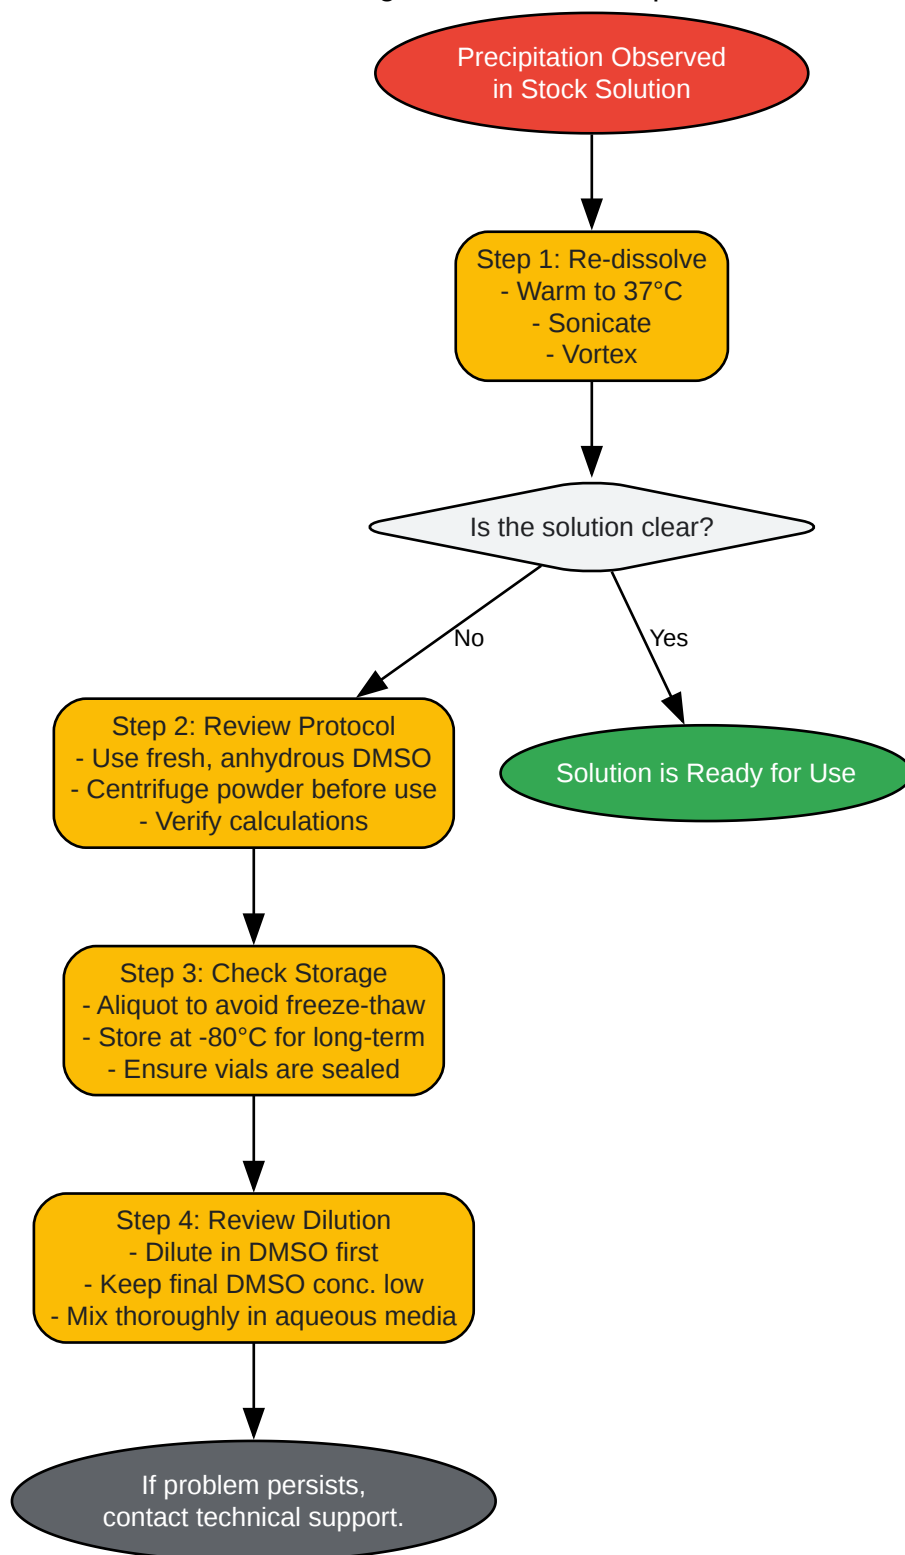 Precipitation Observed
in Stock Solution
Step 1: Re-dissolve
- Warm to 37°C
- Sonicate
- Vortex
Is the solution clear?
No
Yes
Step 2: Review Protocol
- Use fresh, anhydrous DMSO
- Centrifuge powder before use
- Verify calculations
Solution is Ready for Use
Step 3: Check Storage
- Aliquot to avoid freeze-thaw
- Store at -80°C for long-term
- Ensure vials are sealed
Step 4: Review Dilution
- Dilute in DMSO first
- Keep final DMSO conc. low
- Mix thoroughly in aqueous media
If problem persists,
contact technical support.